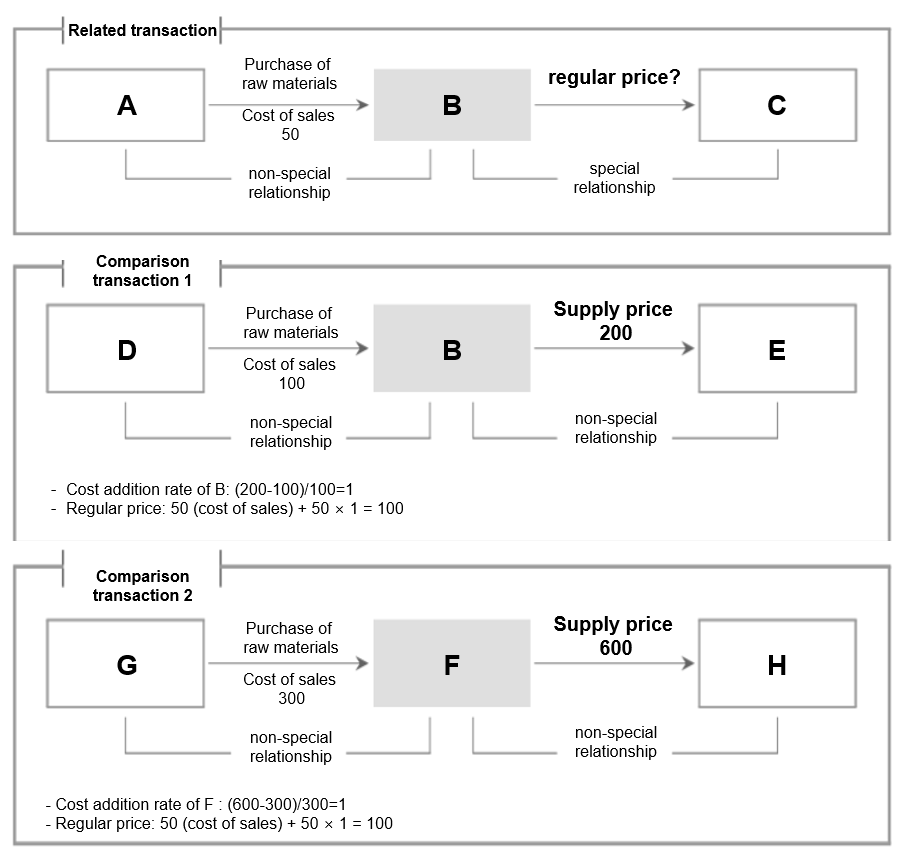 Related transaction
A
Purchase of
raw materials
Cost of sales
50
B
regular price?
C
non-special
relationship
special
relationship
Comparison
transaction 1
D
Purchase of
raw materials
Cost of sales
100
B
Supply price
200
E
non-special
relationship
non-special
relationship
- Cost addition rate of B: (200-100)/100=1
- Regular price: 50 (cost of sales) + 50 × 1 = 100
Comparison
transaction 2
G
Purchase of
raw materials
Cost of sales
300
F
Supply price
600
H
non-special
relationship
non-special
relationship
- Cost addition rate of F : (600-300)/300=1
- Regular price: 50 (cost of sales) + 50 × 1 = 100